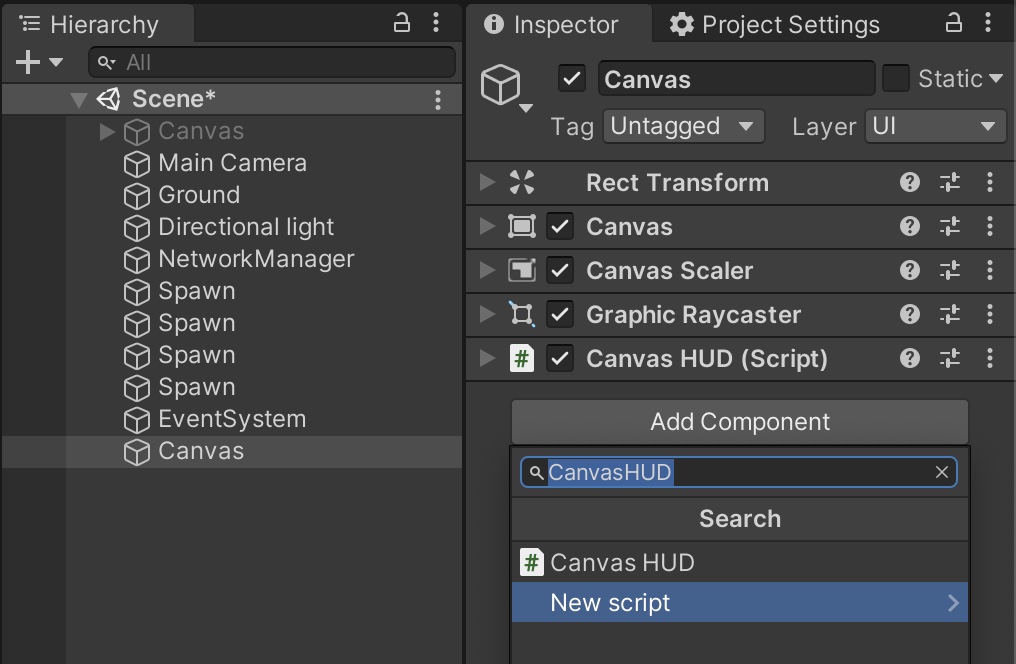 Hierarchy
All
Scene*
Canvas
Main Camera
Ground
Directional light
NetworkManager
Spawn
Spawn
Spawn
Spawn
EventSystem
Canvas
Inspector
Project Settings
Canvas
Static
Tag Untagged Layer UI
Rect Transform
Canvas
Canvas Scaler
Graphic Raycaster
# Canvas HUD (Script)
Add Component
CanvasHUD
Search
# Canvas HUD
New script